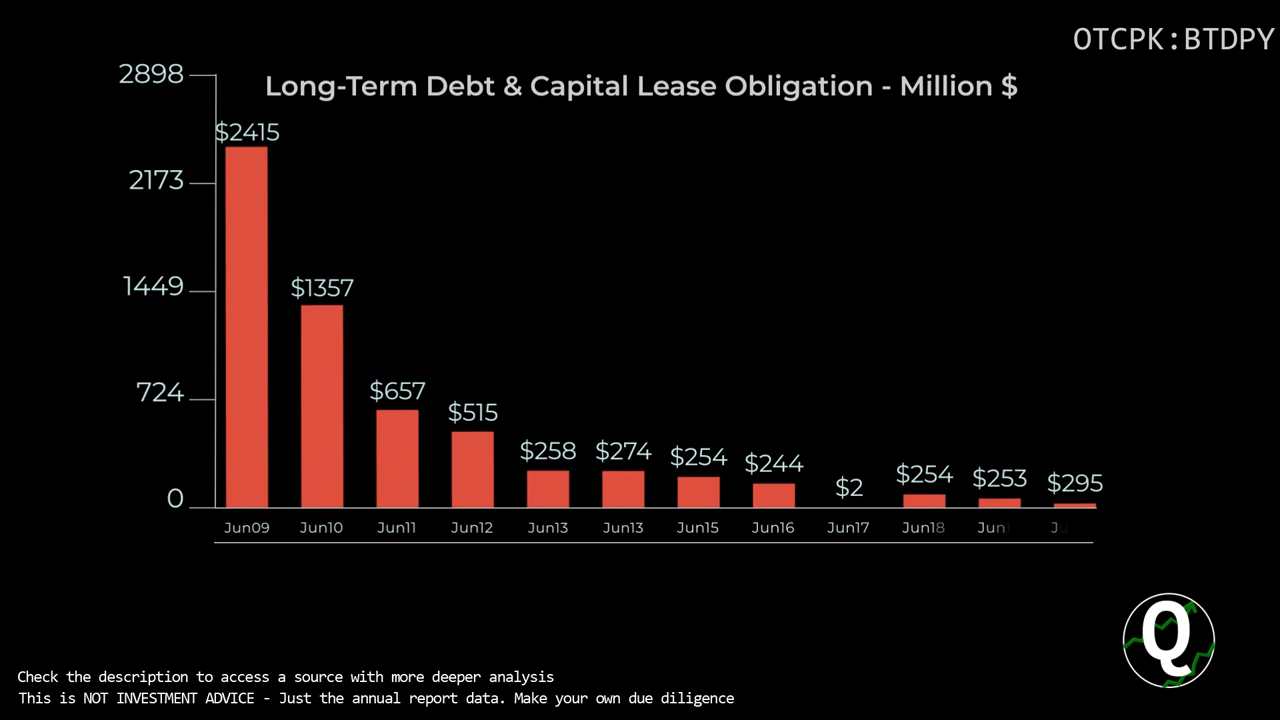 OTCPK:BTDPY
Long-Term Debt & Capital Lease Obligation - Million $
2898
2173
1449
724
0
$2415
$1357
$657
$515
$258
$274
$254
$244
$2
$254
$253
$295
Jun09 Jun10 Jun11 Jun12 Jun13 Jun13 Jun15 Jun16 Jun17 Jun18
Q
Check the description to access a source with more deeper analysis
This is NOT INVESTMENT ADVICE - Just the annual report data. Make your own due diligence